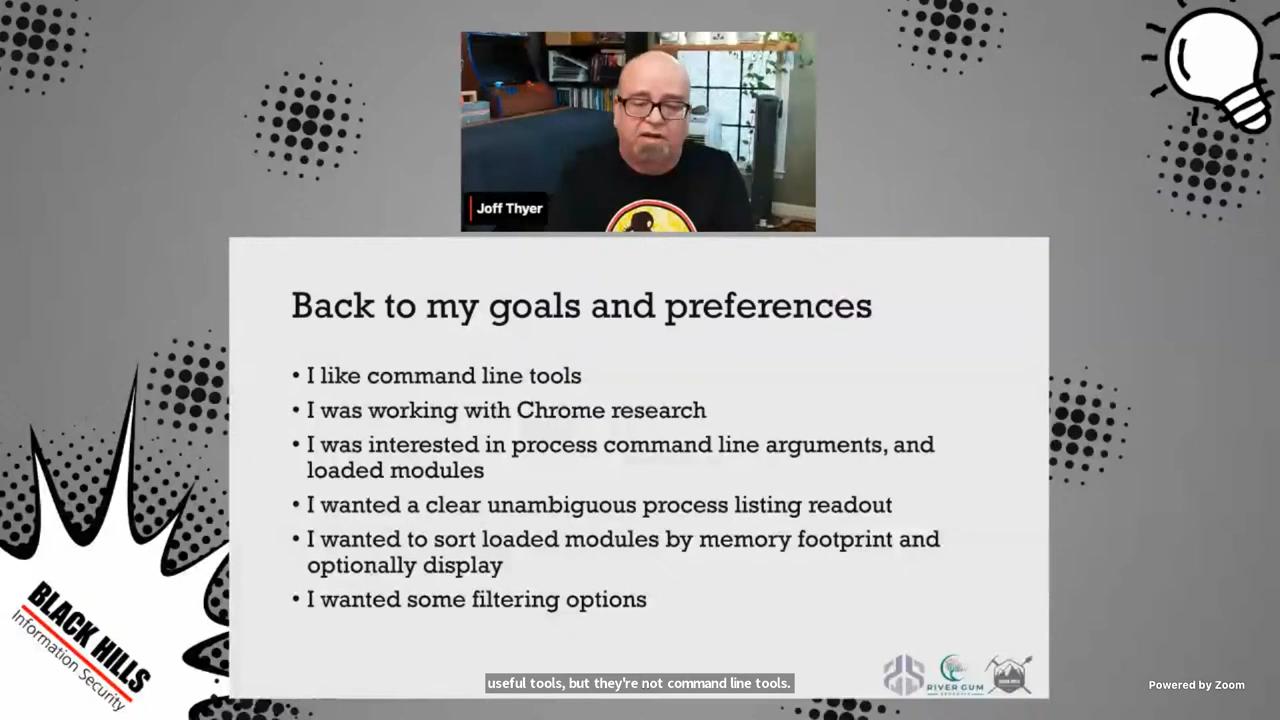 Joff Thyer
Back to my goals and preferences
• I like command line tools
• I was working with Chrome research
• I was interested in process command line arguments, and
loaded modules
• I wanted a clear unambiguous process listing readout
• I wanted to sort loaded modules by memory footprint and
optionally display
• I wanted some filtering options
BLACK HILLS
Information Security
RIVER GUM
useful tools, but they're not command line tools.
Powered by Zoom